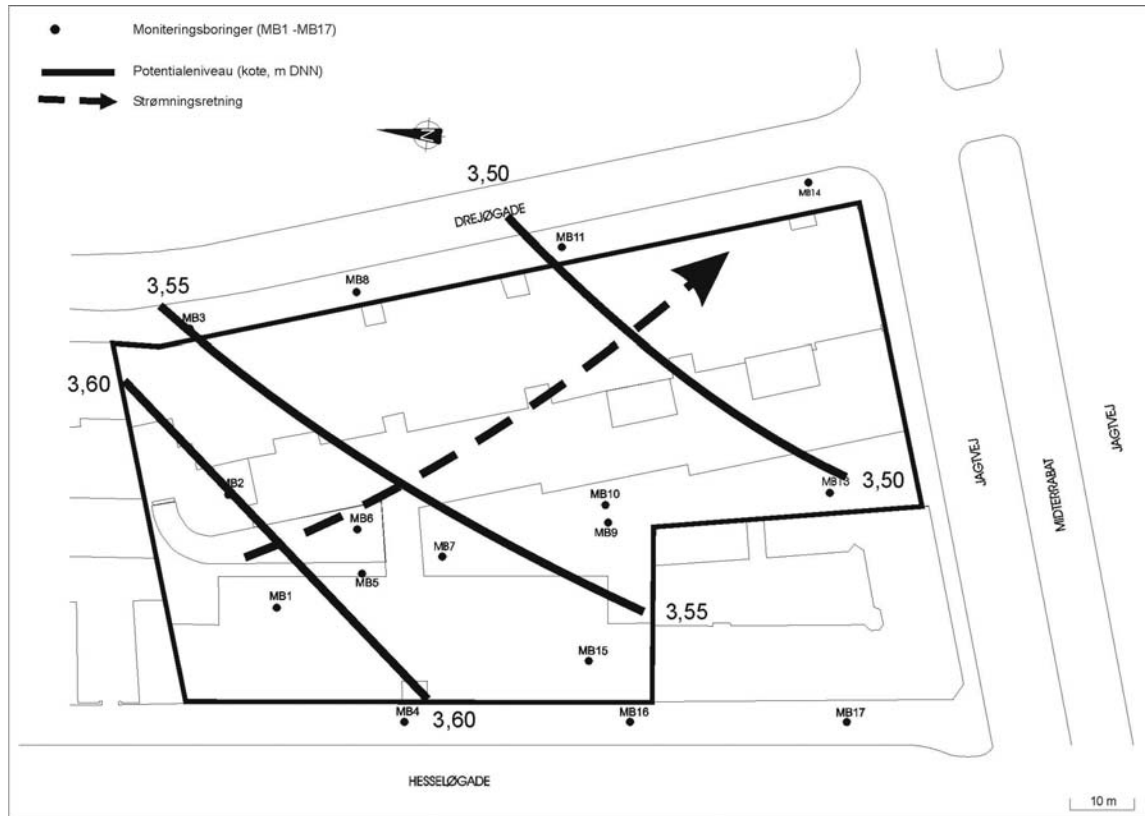 Moniteringsboringer (MB1 -MB17)
Potentialeniveau (kote, m DNN)
Strømningsretning
N
3,50
DREJØGADE
MB14
MB11
MB8
3,55
MB3
3,60
MB2
MB13
3,50
MB10
MB9
MB6
MB7
MB5
MB1
3,55
MB15
MB4
3,60
MB16
MB17
HESSELØGADE
JAGTVEJ
MIDTERRABAT
JAGTVEJ
10 m